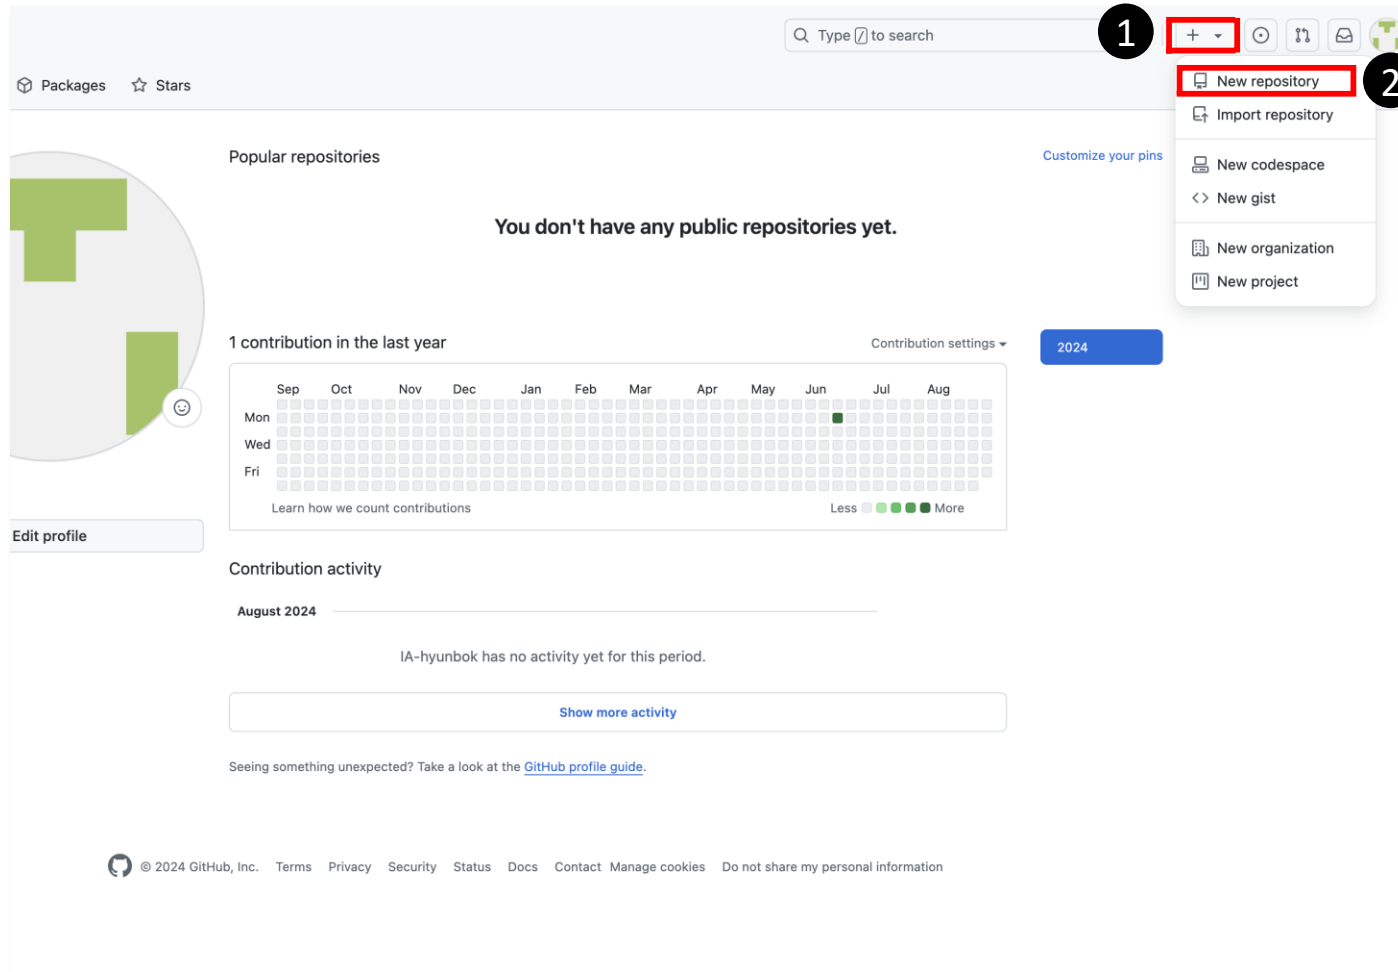 Type / to search
1
Packages
Stars
New repository
2
Import repository
New codespace
New gist
New organization
New project
Popular repositories
Customize your pins
You don't have any public repositories yet.
1 contribution in the last year
Contribution settings
2024
Sep Oct Nov Dec Jan Feb Mar Apr May Jun Jul Aug
Mon
Wed
Fri
Learn how we count contributions
Less
More
Edit profile
Contribution activity
August 2024
IA-hyunbok has no activity yet for this period.
Show more activity
Seeing something unexpected? Take a look at the GitHub profile guide.
© 2024 GitHub, Inc. Terms Privacy Security Status Docs Contact Manage cookies Do not share my personal information